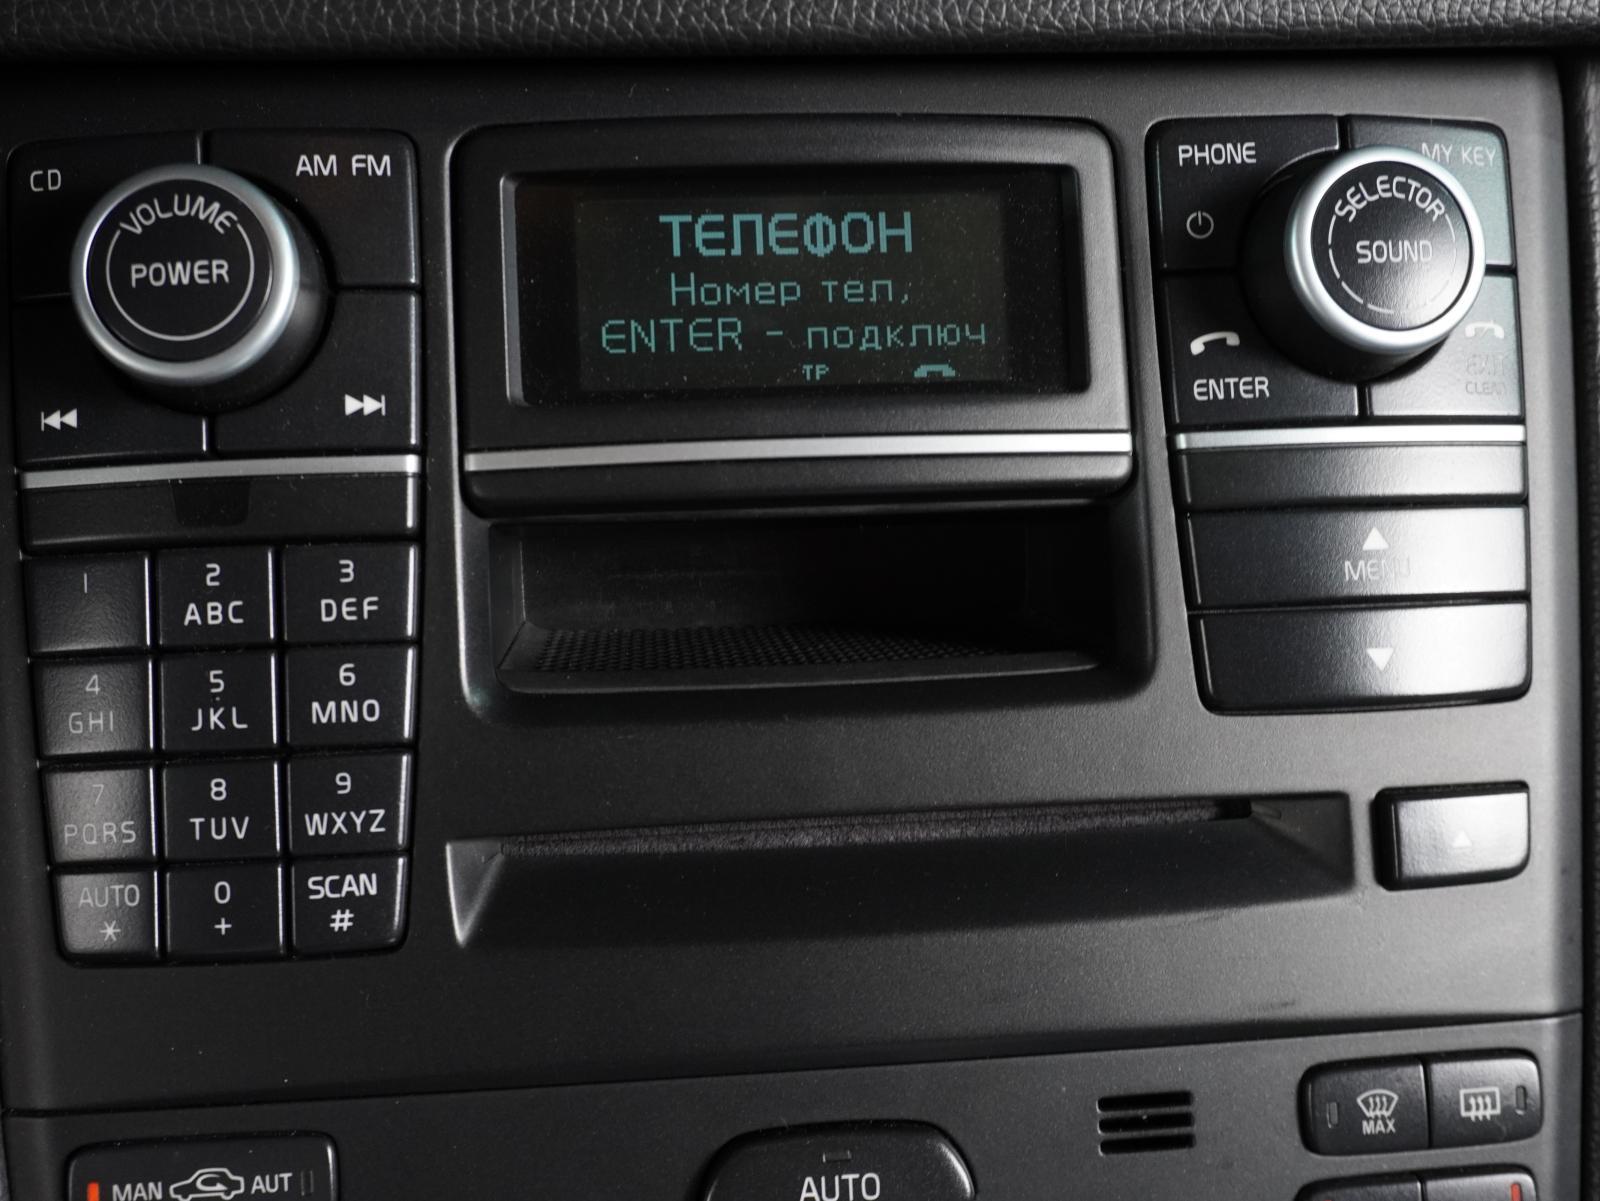 CD
AM FM
VOLUME
POWER
ТЕЛЕФОН
Номер тел,
ENTER - подключ
TP
PHONE
MY KEY
SELECTOR
SOUND
ENTER
CLEAR
MENU
1
2
ABC
3
DEF
4
GHI
5
JKL
6
MNO
7
PQRS
8
TUV
9
WXYZ
AUTO
*
0
+
SCAN
#
MAX
MAN
AUT
AUTO